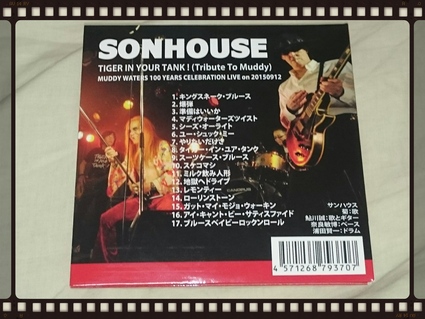 SONHOUSE
TIGER IN YOUR TANK! (Tribute To Muddy)
MUDDY WATERS 100 YEARS CELEBRATION LIVE on 20150912
1. キングスネーク・ブルース
2. 爆弾
3. 準備はいいか
4. マディウォーターズツイスト
5. シーズ・オーライト
6. ユー・シュック・ミー
7. やりたいだけさ
8. タイガー・イン・ユア・タンク
9. スーツケース・ブルース
10. スケコマシ
11. ミルク飲み人形
12. 地獄へドライブ
13. レモンティー
14. ローリンストーン
15. ガット・マイ・モジョ・ウォーキン
16. アイ・キャント・ビー・サティスファイド
17. ブルースベイビーロックンロール
サンハウス
菊:歌
鮎川誠:歌とギター
奈良敏博:ベース
浦田賢一:ドラム
4 571268 793707